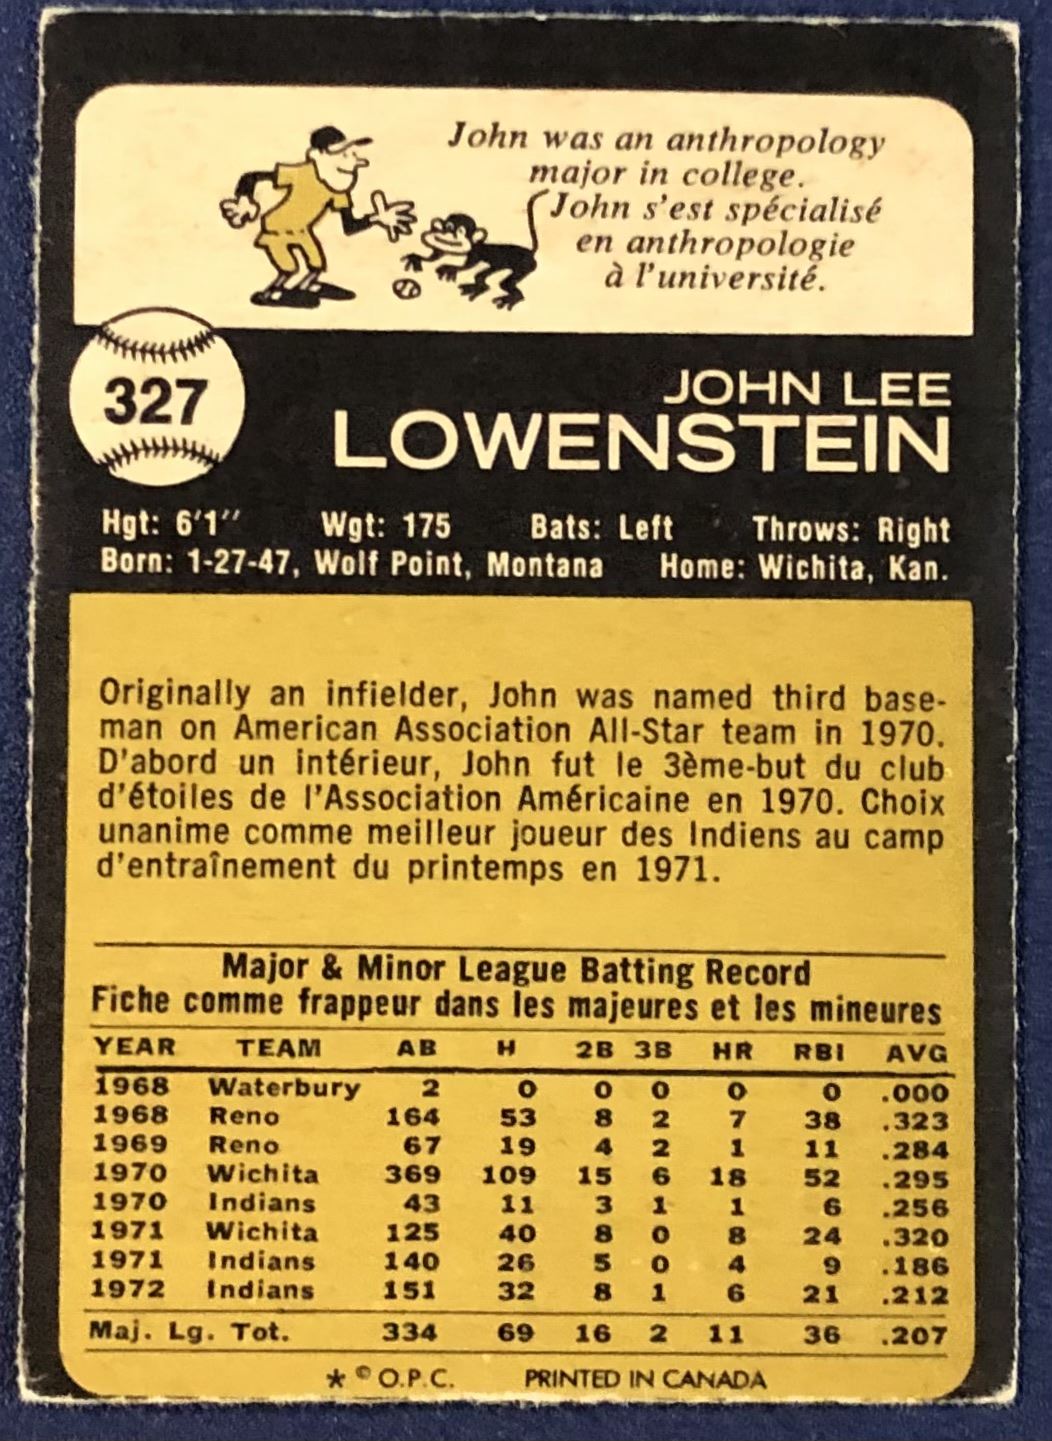 John was an anthropology
major in college.
John s'est spécialisé
en anthropologie
à l'université.
327
JOHN LEE
LOWENSTEIN
Hgt: 6'1" Wgt: 175 Bats: Left Throws: Right
Born: 1-27-47, Wolf Point, Montana Home: Wichita, Kan.
Originally an infielder, John was named third base-
man on American Association All-Star team in 1970.
D'abord un intérieur, John fut le 3ème-but du club
d'étoiles de l'Association Américaine en 1970. Choix
unanime comme meilleur joueur des Indiens au camp
d'entraînement du printemps en 1971.
Major & Minor League Batting Record
Fiche comme frappeur dans les majeures et les mineures
YEAR TEAM AB H 2B 3B HR RBI AVG
1968 Waterbury 2 0 0 0 0 0 .000
1968 Reno 164 53 8 2 7 38 .323
1969 Reno 67 19 4 2 1 11 .284
1970 Wichita 369 109 15 6 18 52 .295
1970 Indians 43 11 3 1 1 6 .256
1971 Wichita 125 40 8 0 8 24 .320
1971 Indians 140 26 5 0 4 9 .186
1972 Indians 151 32 8 1 6 21 .212
Maj. Lg. Tot. 334 69 16 2 11 36 .207
* © O.P.C. PRINTED IN CANADA